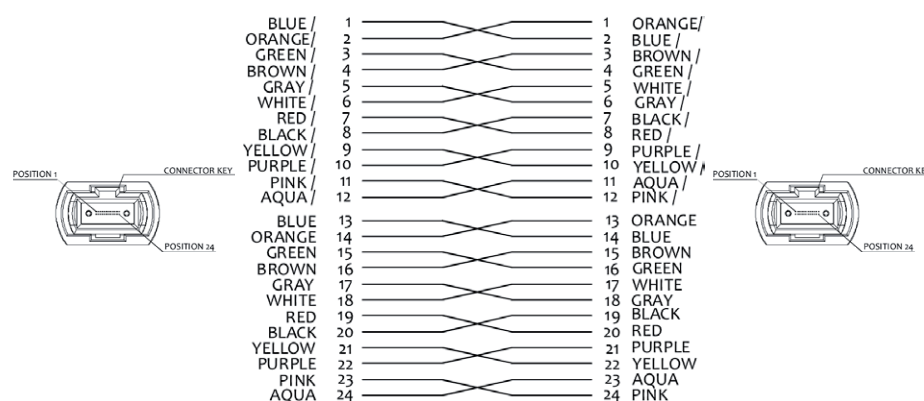 BLUE / 1 1 ORANGE/
ORANGE/ 2 2 BLUE /
GREEN / 3 3 BROWN /
BROWN / 4 4 GREEN /
GRAY / 5 5 WHITE /
WHITE / 6 6 GRAY /
RED / 7 7 BLACK /
BLACK / 8 8 RED /
YELLOW / 9 9 PURPLE /
PURPLE / 10 10 YELLOW /
PINK / 11 11 AQUA /
AQUA / 12 12 PINK /
BLUE 13 13 ORANGE
ORANGE 14 14 BLUE
GREEN 15 15 BROWN
BROWN 16 16 GREEN
GRAY 17 17 WHITE
WHITE 18 18 GRAY
RED 19 19 BLACK
BLACK 20 20 RED
YELLOW 21 21 PURPLE
PURPLE 22 22 YELLOW
PINK 23 23 AQUA
AQUA 24 24 PINK
POSITION 1
CONNECTOR KEY
POSITION 24
POSITION 1
CONNECTOR KE
POSITION 24